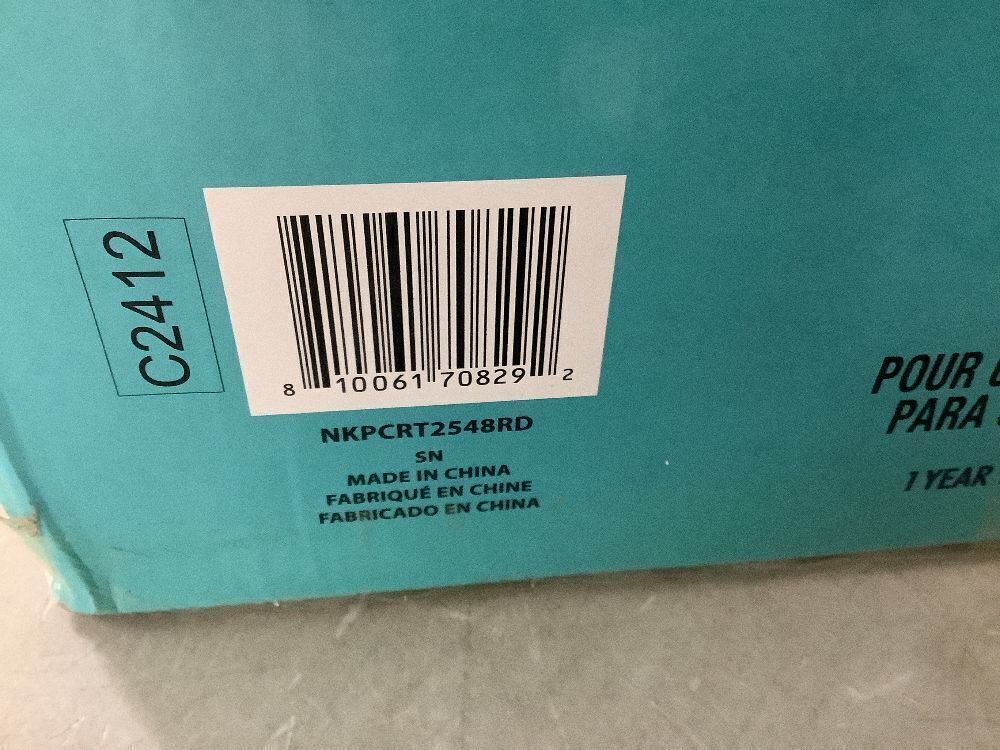 C2412
8 10061 70829 2
NKPCRT2548RD
SN
MADE IN CHINA
FABRIQUÉ EN CHINE
FABRICADO EN CHINA
POUR
PARA
1 YEAR